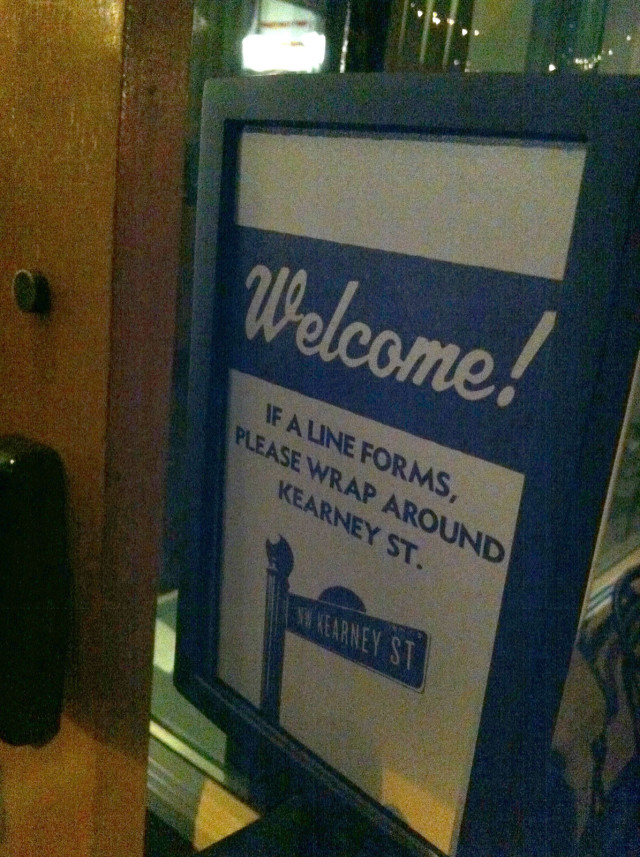 Welcome!
IF A LINE FORMS,
PLEASE WRAP AROUND
KEARNEY ST.
NW KEARNEY ST